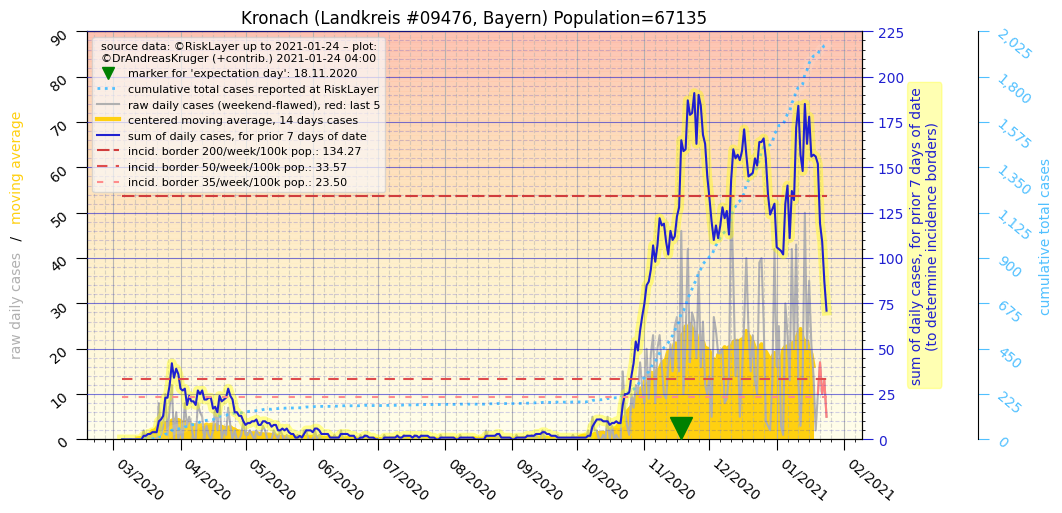 Kronach (Landkreis #09476, Bayern) Population=67135
source data: ©RiskLayer up to 2021-01-24 – plot:
©DrAndreasKruger (+contrib.) 2021-01-24 04:00
marker for 'expectation day': 18.11.2020
cumulative total cases reported at RiskLayer
raw daily cases (weekend-flawed), red: last 5
centered moving average, 14 days cases
sum of daily cases, for prior 7 days of date
incid. border 200/week/100k pop.: 134.27
incid. border 50/week/100k pop.: 33.57
incid. border 35/week/100k pop.: 23.50
raw daily cases / moving average
90
80
70
60
50
40
30
20
10
0
03/2020
04/2020
05/2020
06/2020
07/2020
08/2020
09/2020
10/2020
11/2020
12/2020
01/2021
02/2021
225
200
175
150
125
100
75
50
25
0
sum of daily cases, for prior 7 days of date
(to determine incidence borders)
2,025
1,800
1,575
1,350
1,125
900
675
450
225
0
cumulative total cases